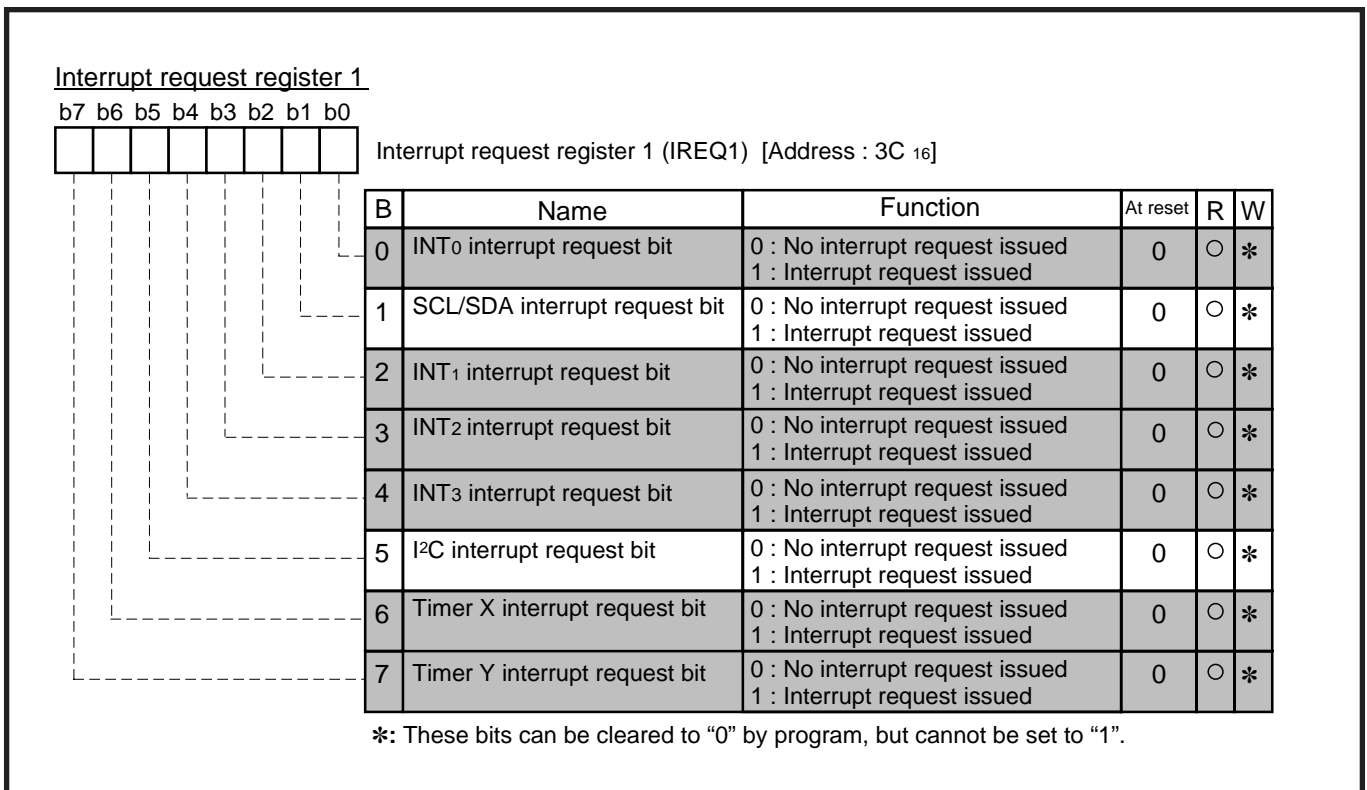 Interrupt request register 1
b7 b6 b5 b4 b3 b2 b1 b0
Interrupt request register 1 (IREQ1) [Address : 3C 16]
B Name Function At reset R W
0 INT0 interrupt request bit 0 : No interrupt request issued 0 ○ ✽
1 : Interrupt request issued
1 SCL/SDA interrupt request bit 0 : No interrupt request issued 0 ○ ✽
1 : Interrupt request issued
2 INT1 interrupt request bit 0 : No interrupt request issued 0 ○ ✽
1 : Interrupt request issued
3 INT2 interrupt request bit 0 : No interrupt request issued 0 ○ ✽
1 : Interrupt request issued
4 INT3 interrupt request bit 0 : No interrupt request issued 0 ○ ✽
1 : Interrupt request issued
5 I2C interrupt request bit 0 : No interrupt request issued 0 ○ ✽
1 : Interrupt request issued
6 Timer X interrupt request bit 0 : No interrupt request issued 0 ○ ✽
1 : Interrupt request issued
7 Timer Y interrupt request bit 0 : No interrupt request issued 0 ○ ✽
1 : Interrupt request issued
✽: These bits can be cleared to “0” by program, but cannot be set to “1”.